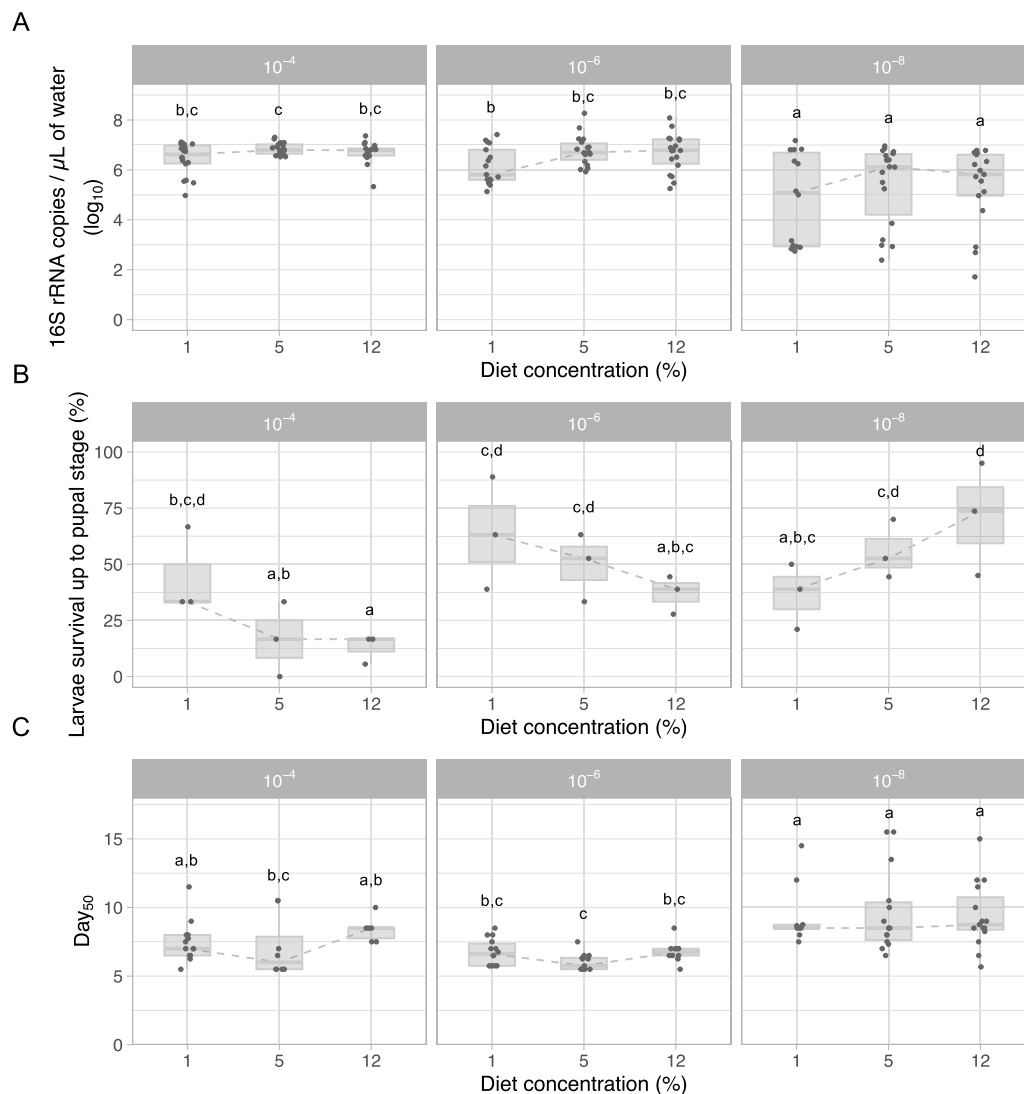 A
16S rRNA copies / µL of water
(log₁₀)
10⁻⁴
10⁻⁶
10⁻⁸
b,c
c
b,c
b
b,c
b,c
a
a
a
8
6
4
2
0
1
5
12
1
5
12
1
5
12
Diet concentration (%)
B
Larvae survival up to pupal stage (%)
10⁻⁴
10⁻⁶
10⁻⁸
b,c,d
a,b
a
c,d
c,d
a,b,c
a,b,c
c,d
d
100
75
50
25
0
1
5
12
1
5
12
1
5
12
Diet concentration (%)
C
Day₅₀
10⁻⁴
10⁻⁶
10⁻⁸
a,b
b,c
a,b
b,c
c
b,c
a
a
a
15
10
5
0
1
5
12
1
5
12
1
5
12
Diet concentration (%)